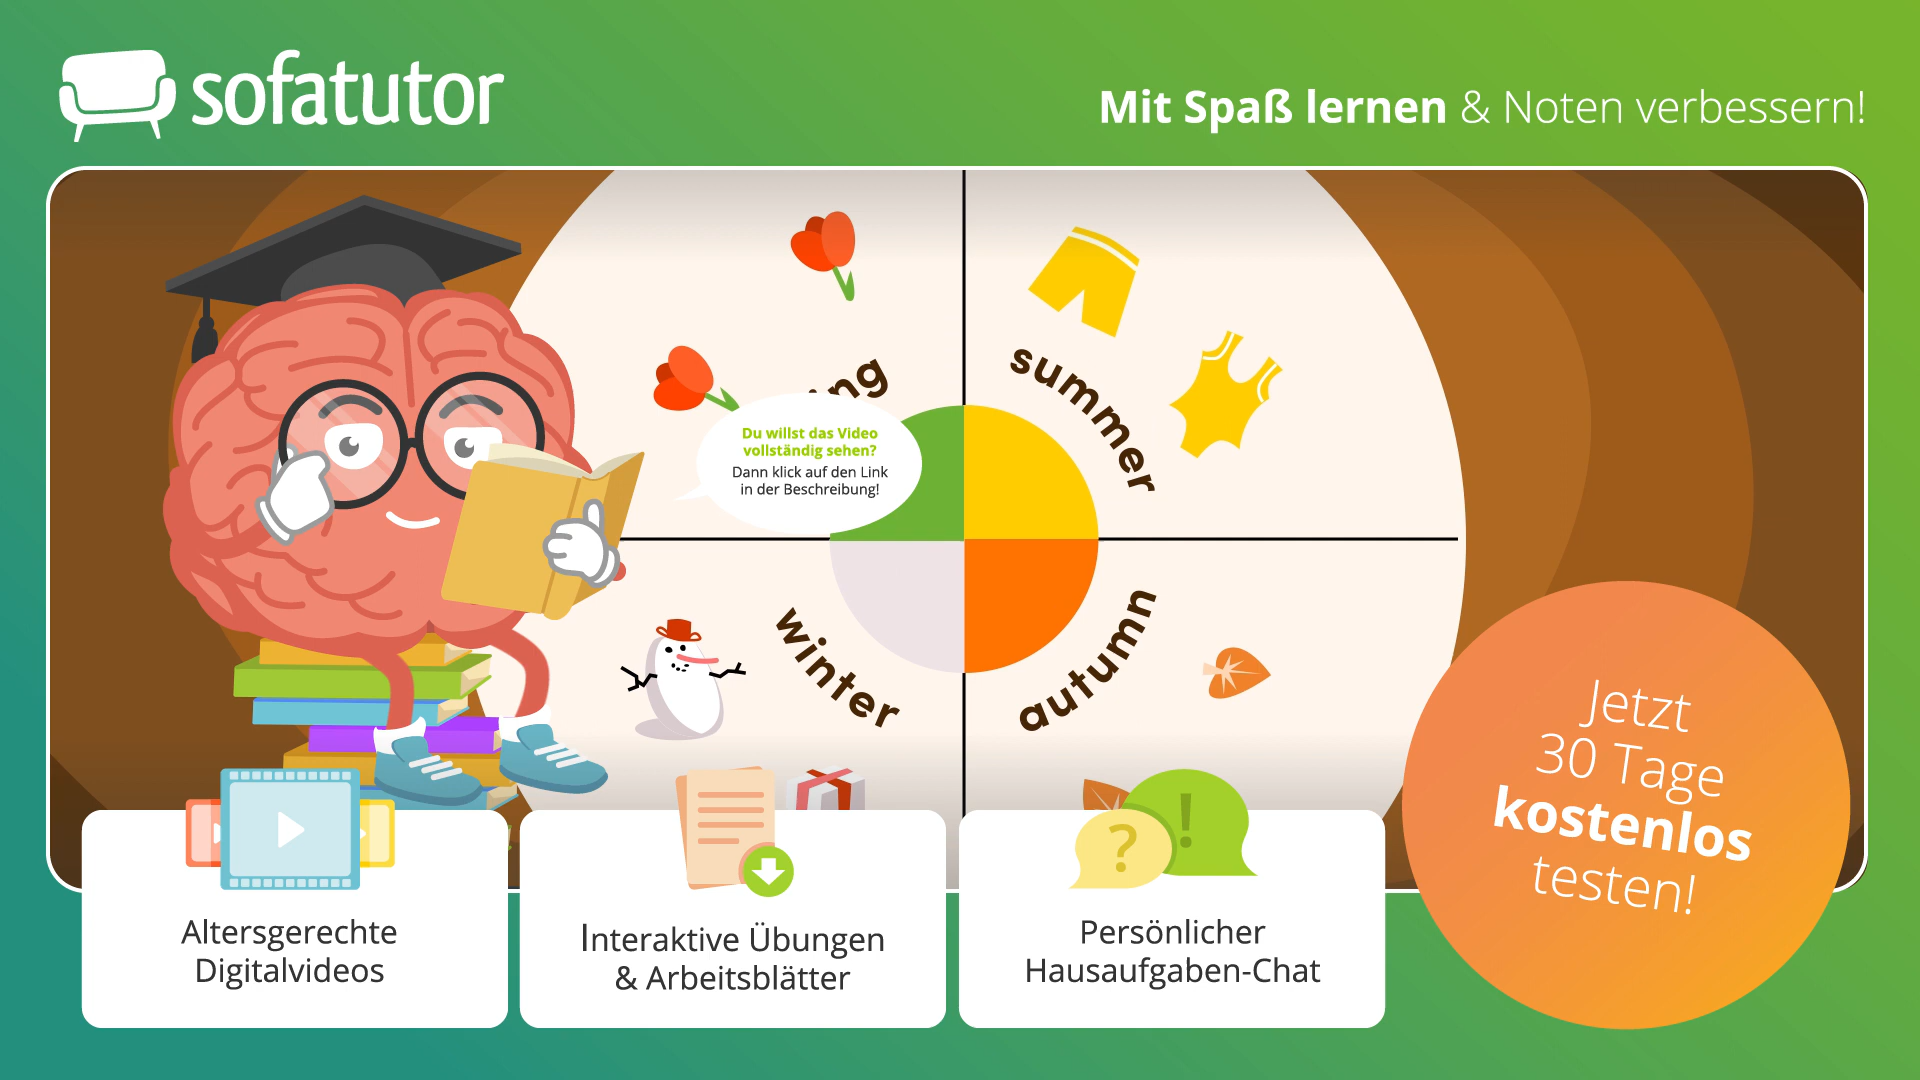 sofatutor
Mit Spaß lernen & Noten verbessern!
summer
Du willst das Video
vollständig sehen?
Dann klick auf den Link
in der Beschreibung!
winter
autumn
Jetzt
30 Tage
kostenlos
testen!
?
!
Altersgerechte
Digitalvideos
Interaktive Übungen
& Arbeitsblätter
Persönlicher
Hausaufgaben-Chat